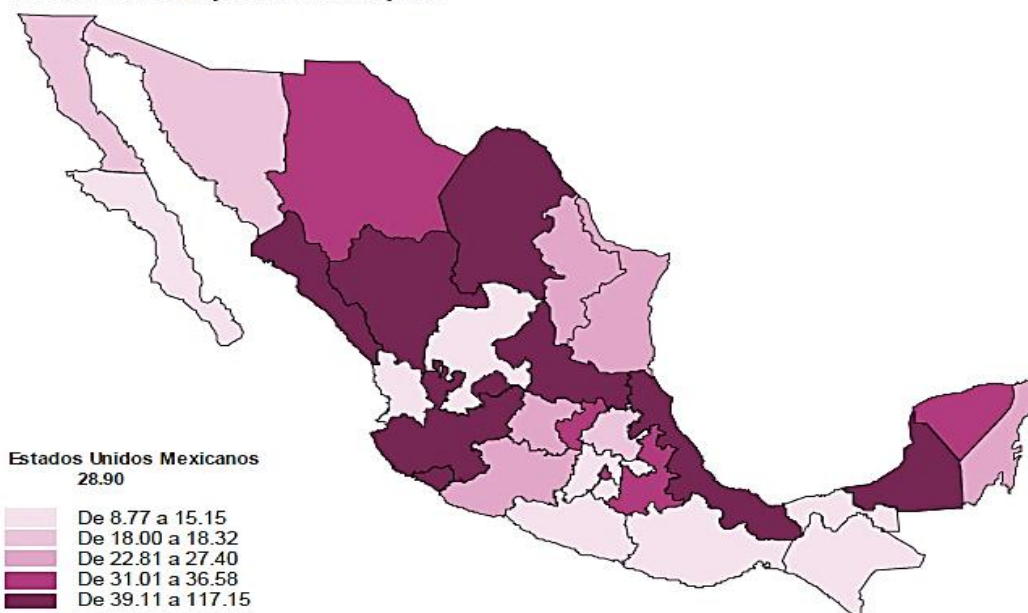 Estados Unidos Mexicanos
28.90
De 8.77 a 15.15
De 18.00 a 18.32
De 22.81 a 27.40
De 31.01 a 36.58
De 39.11 a 117.15